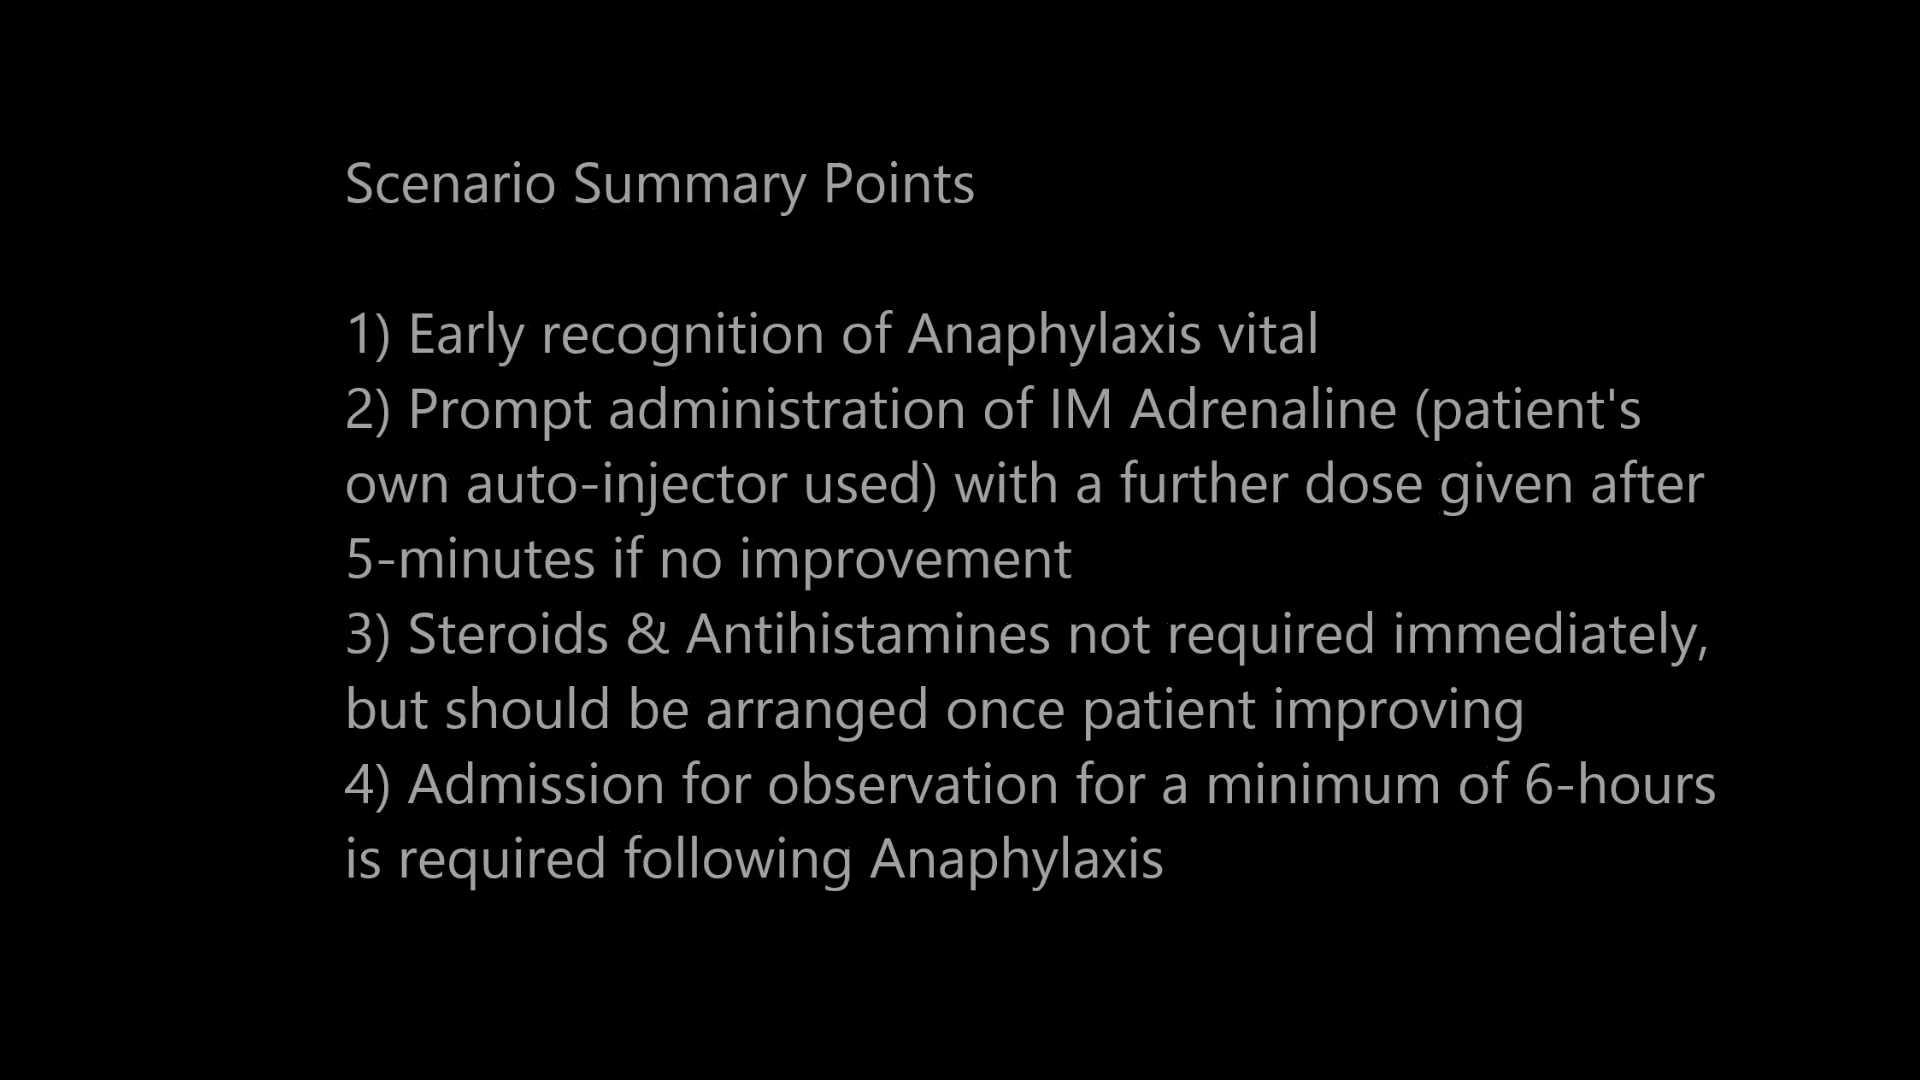 Scenario Summary Points
1) Early recognition of Anaphylaxis vital
2) Prompt administration of IM Adrenaline (patient's
own auto-injector used) with a further dose given after
5-minutes if no improvement
3) Steroids & Antihistamines not required immediately,
but should be arranged once patient improving
4) Admission for observation for a minimum of 6-hours
is required following Anaphylaxis